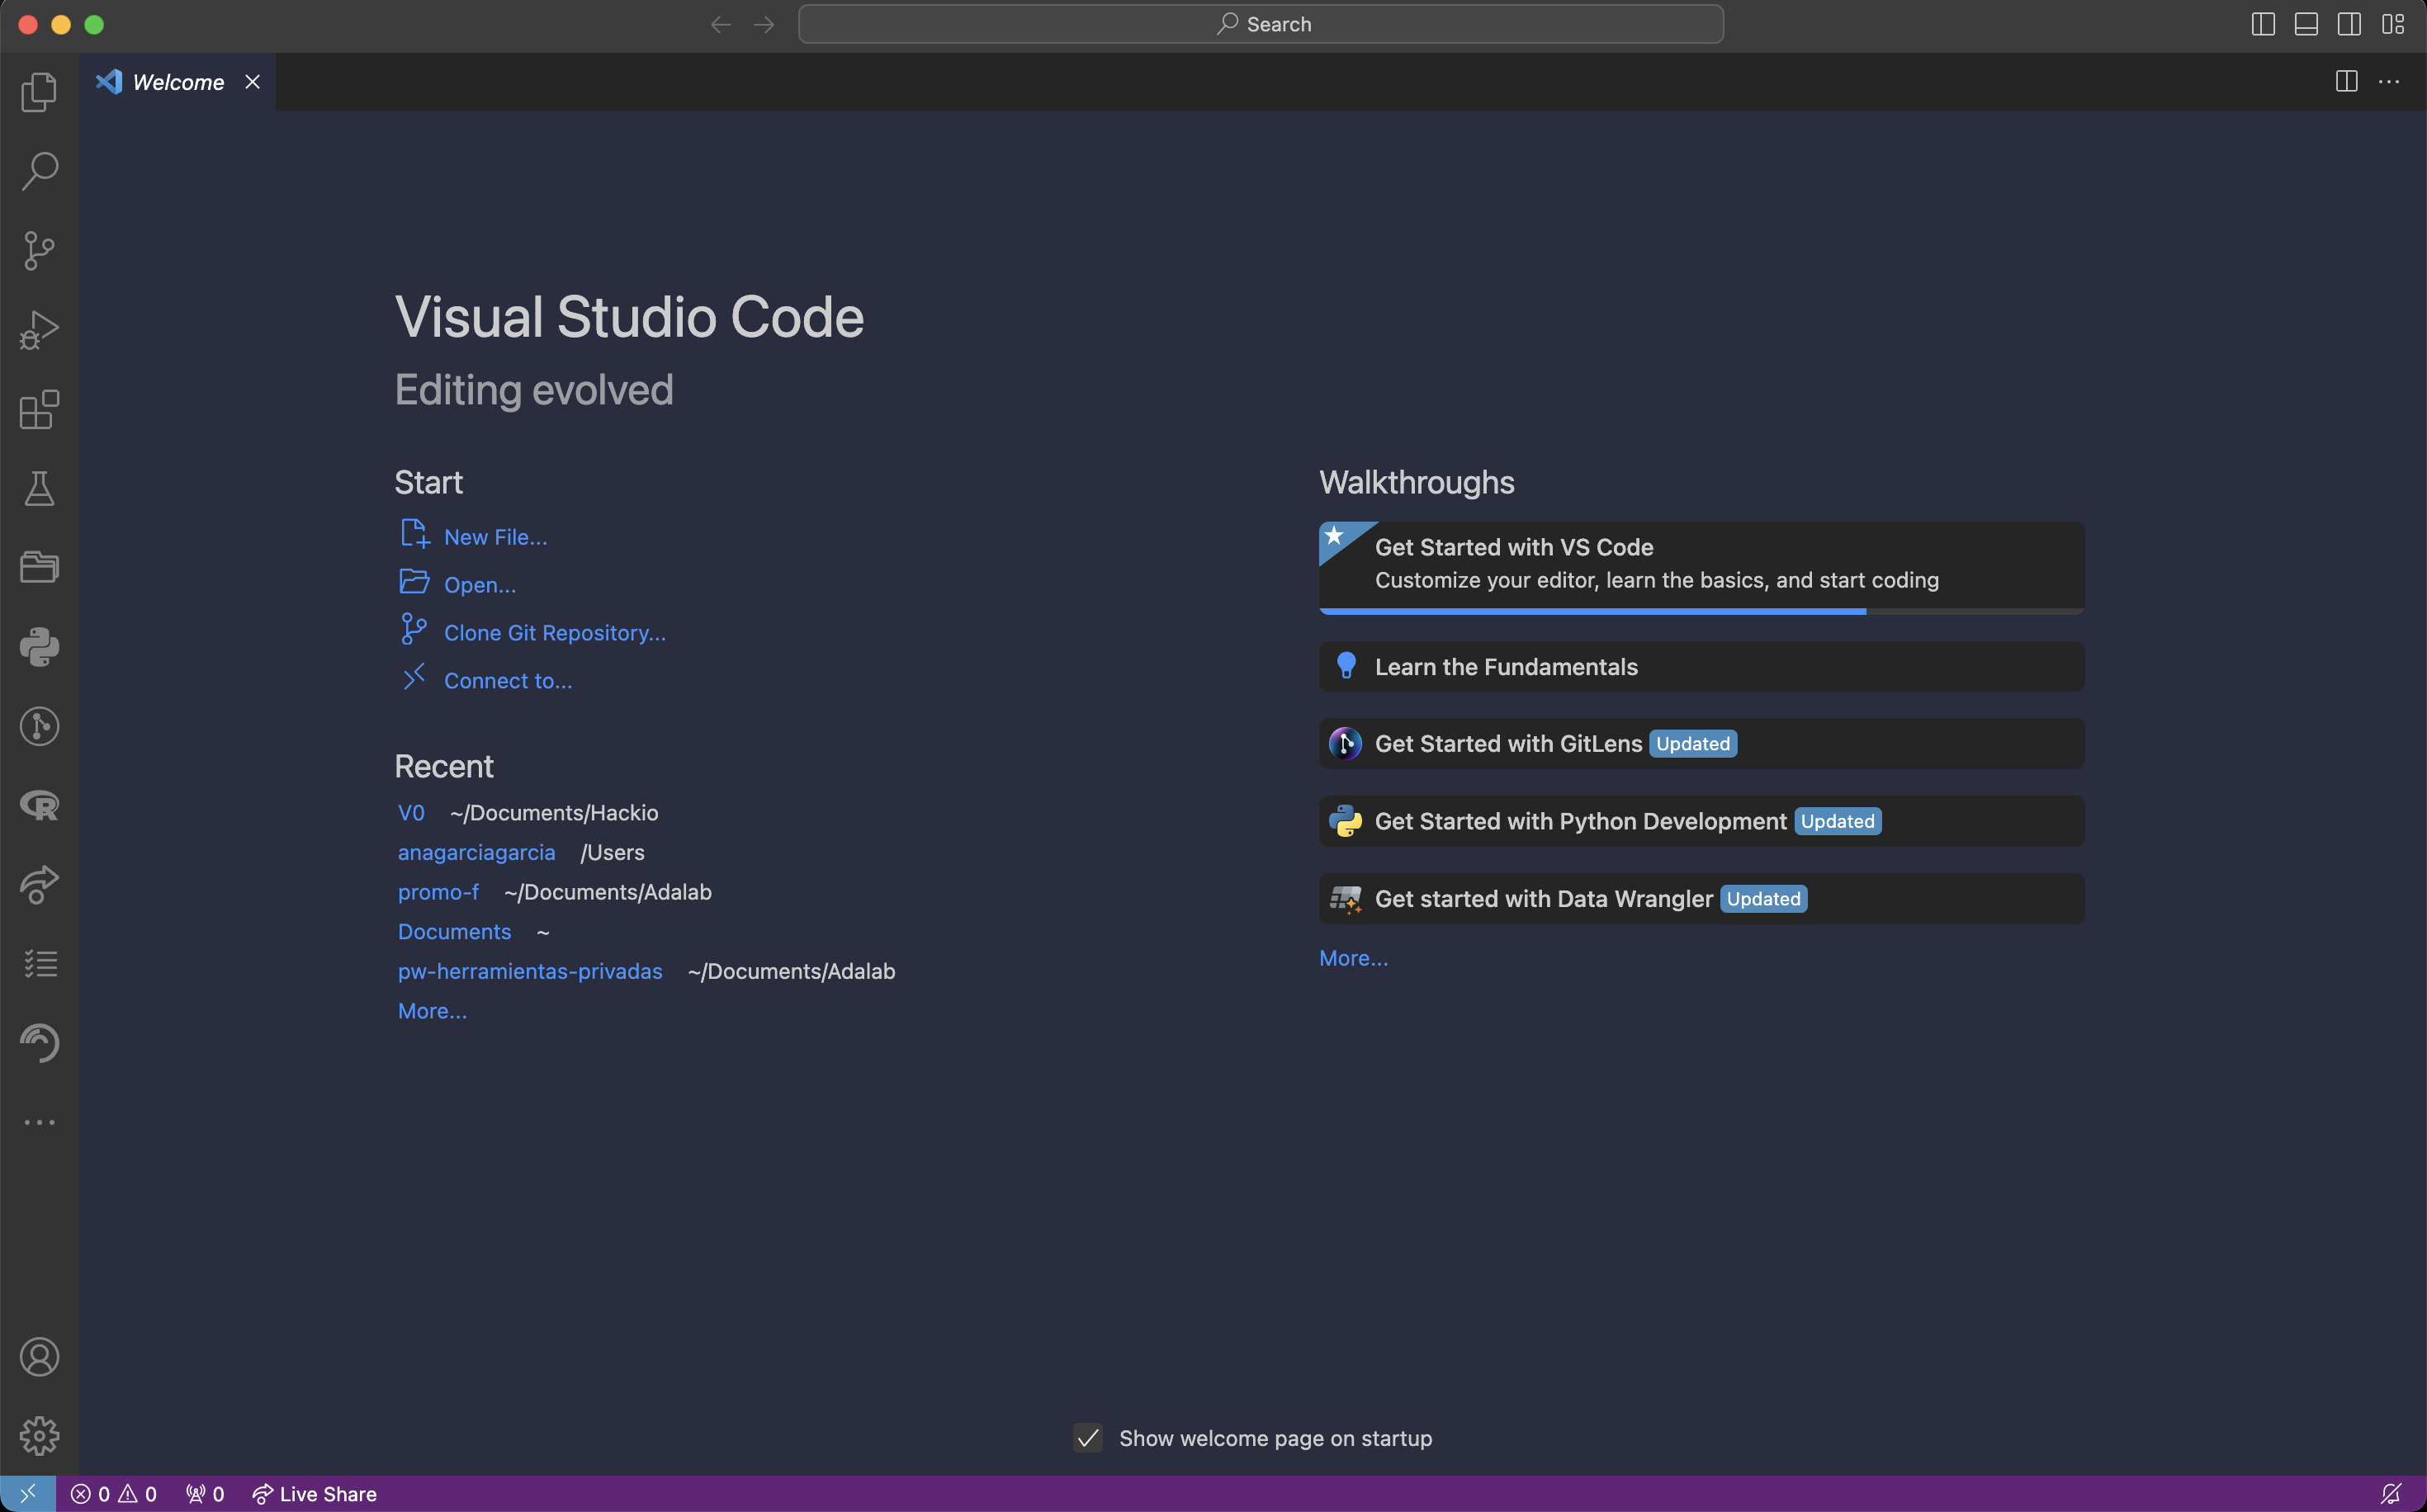 Search
Welcome
Visual Studio Code
Editing evolved
Start
New File...
Open...
Clone Git Repository...
Connect to...
Recent
V0 ~/Documents/Hackio
anagarciagarcia /Users
promo-f ~/Documents/Adalab
Documents ~
pw-herramientas-privadas ~/Documents/Adalab
More...
Walkthroughs
Get Started with VS Code
Customize your editor, learn the basics, and start coding
Learn the Fundamentals
Get Started with GitLens Updated
Get Started with Python Development Updated
Get started with Data Wrangler Updated
More...
Show welcome page on startup
0 0 0 Live Share